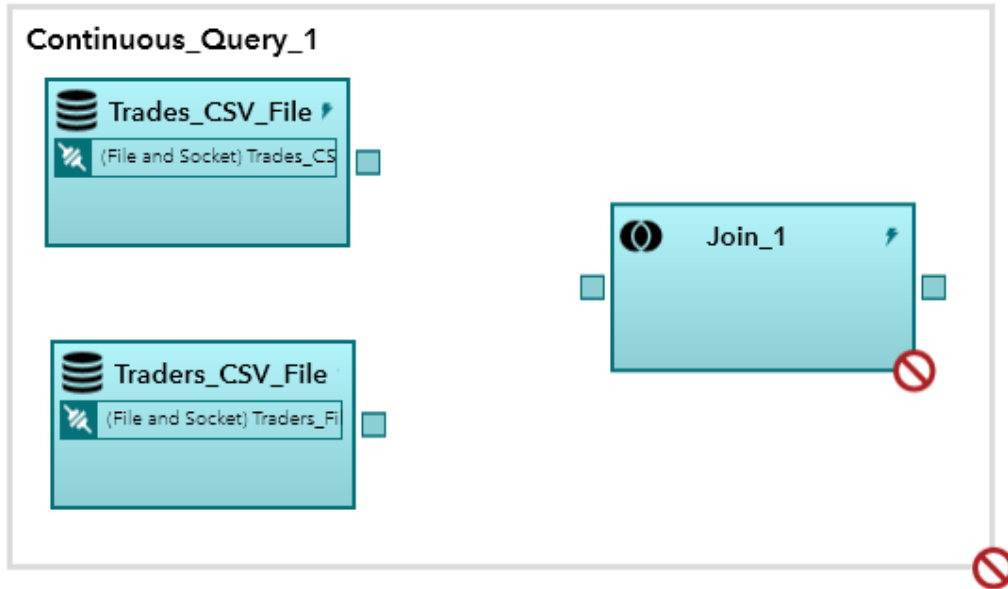 Continuous_Query_1
Trades_CSV_File
(File and Socket) Trades_CS
Join_1
Traders_CSV_File
(File and Socket) Traders_Fi